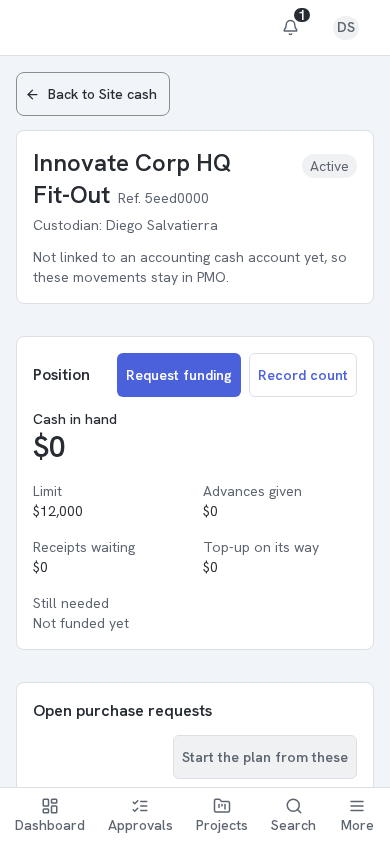 1
DS
Back to Site cash
Innovate Corp HQ
Fit-Out Ref. 5eed0000
Active
Custodian: Diego Salvatierra
Not linked to an accounting cash account yet, so
these movements stay in PMO.
Position
Request funding
Record count
Cash in hand
$0
Limit
$12,000
Advances given
$0
Receipts waiting
$0
Top-up on its way
$0
Still needed
Not funded yet
Open purchase requests
Start the plan from these
Dashboard
Approvals
Projects
Search
More